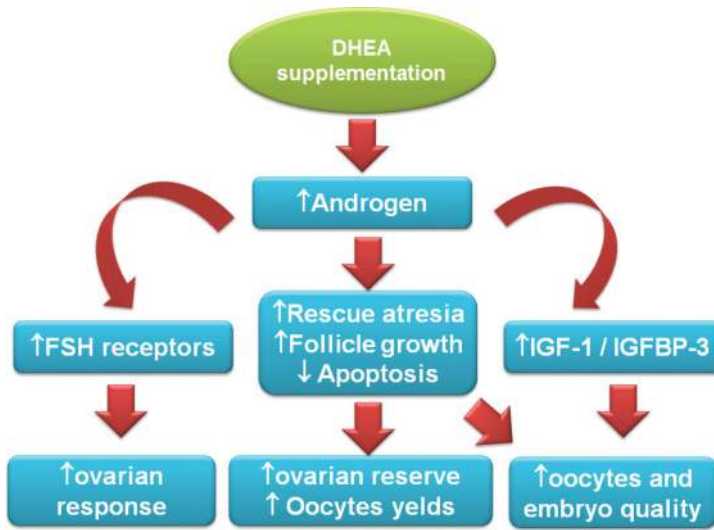 DHEA
supplementation
↑Androgen
↑FSH receptors
↑Rescue atresia
↑Follicle growth
↓ Apoptosis
↑IGF-1 / IGFBP-3
↑ovarian
response
↑ovarian reserve
↑ Oocytes yelds
↑oocytes and
embryo quality